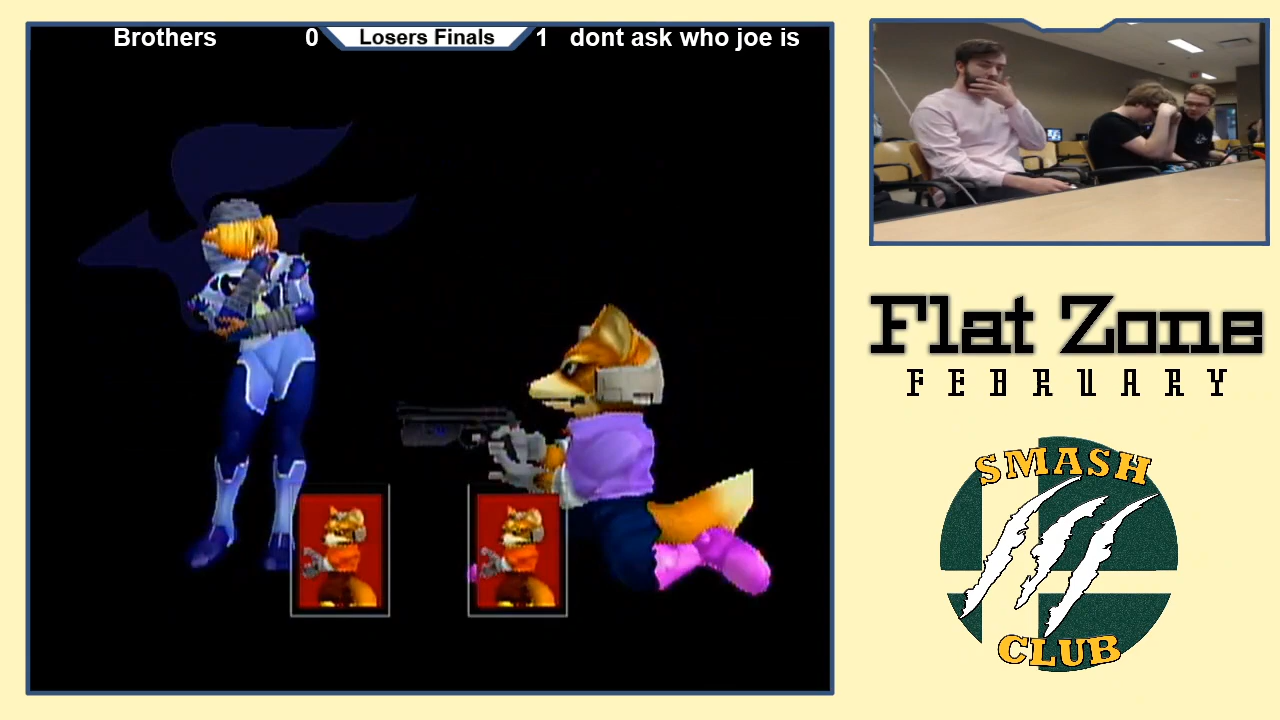 Brothers 0 Losers Finals 1 dont ask who joe is
Flat Zone
FEBRUARY
SMASH
CLUB